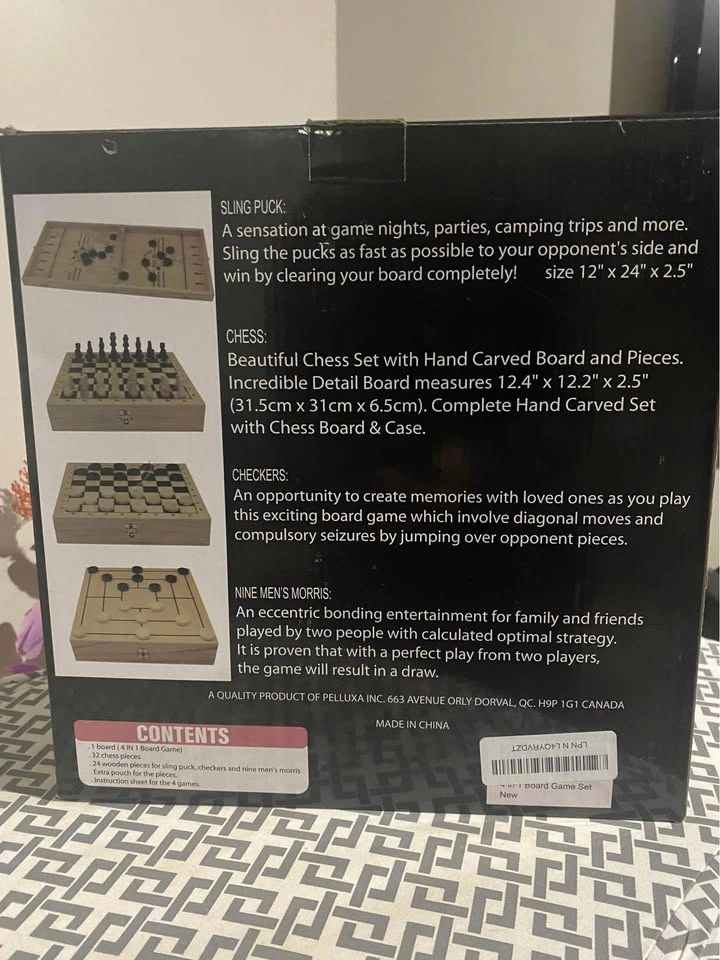 SLING PUCK:
A sensation at game nights, parties, camping trips and more.
Sling the pucks as fast as possible to your opponent's side and
win by clearing your board completely! size 12" x 24" x 2.5"
CHESS:
Beautiful Chess Set with Hand Carved Board and Pieces.
Incredible Detail Board measures 12.4" x 12.2" x 2.5"
(31.5cm x 31cm x 6.5cm). Complete Hand Carved Set
with Chess Board & Case.
CHECKERS:
An opportunity to create memories with loved ones as you play
this exciting board game which involve diagonal moves and
compulsory seizures by jumping over opponent pieces.
NINE MEN'S MORRIS:
An eccentric bonding entertainment for family and friends
played by two people with calculated optimal strategy.
It is proven that with a perfect play from two players,
the game will result in a draw.
A QUALITY PRODUCT OF PELLUXA INC. 663 AVENUE ORLY DORVAL, QC. H9P 1G1 CANADA
MADE IN CHINA
CONTENTS
. 1 board ( 4 IN 1 Board Game)
. 32 chess pieces
. 24 wooden pieces for sling puck, checkers and nine men's morris
. Extra pouch for the pieces.
. Instruction sheet for the 4 games.
4 in 1 Board Game Set
New